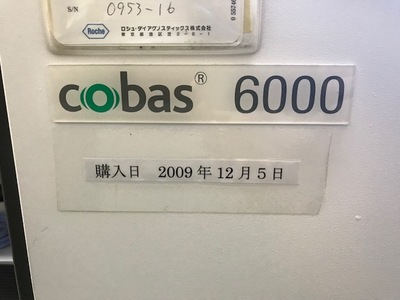 S/N 0953-16
Roche ロシュ・ダイアグノスティックス株式会社
cobas® 6000
購入日 2009年12月5日